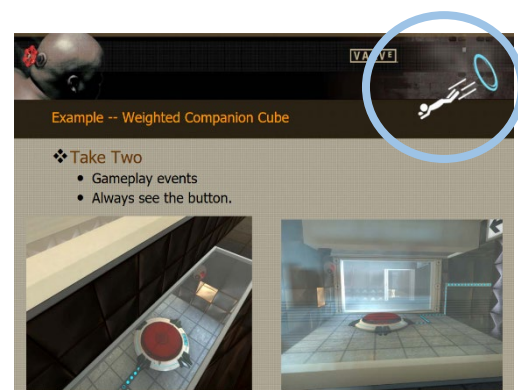 VALVE
Example -- Weighted Companion Cube
❖Take Two
• Gameplay events
• Always see the button.